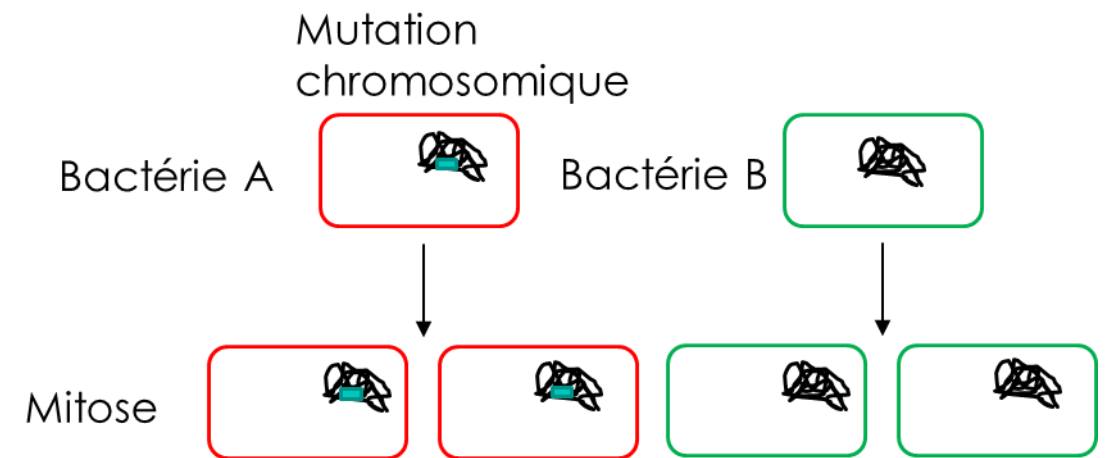 Mutation
chromosomique
Bactérie A
Bactérie B
Mitose